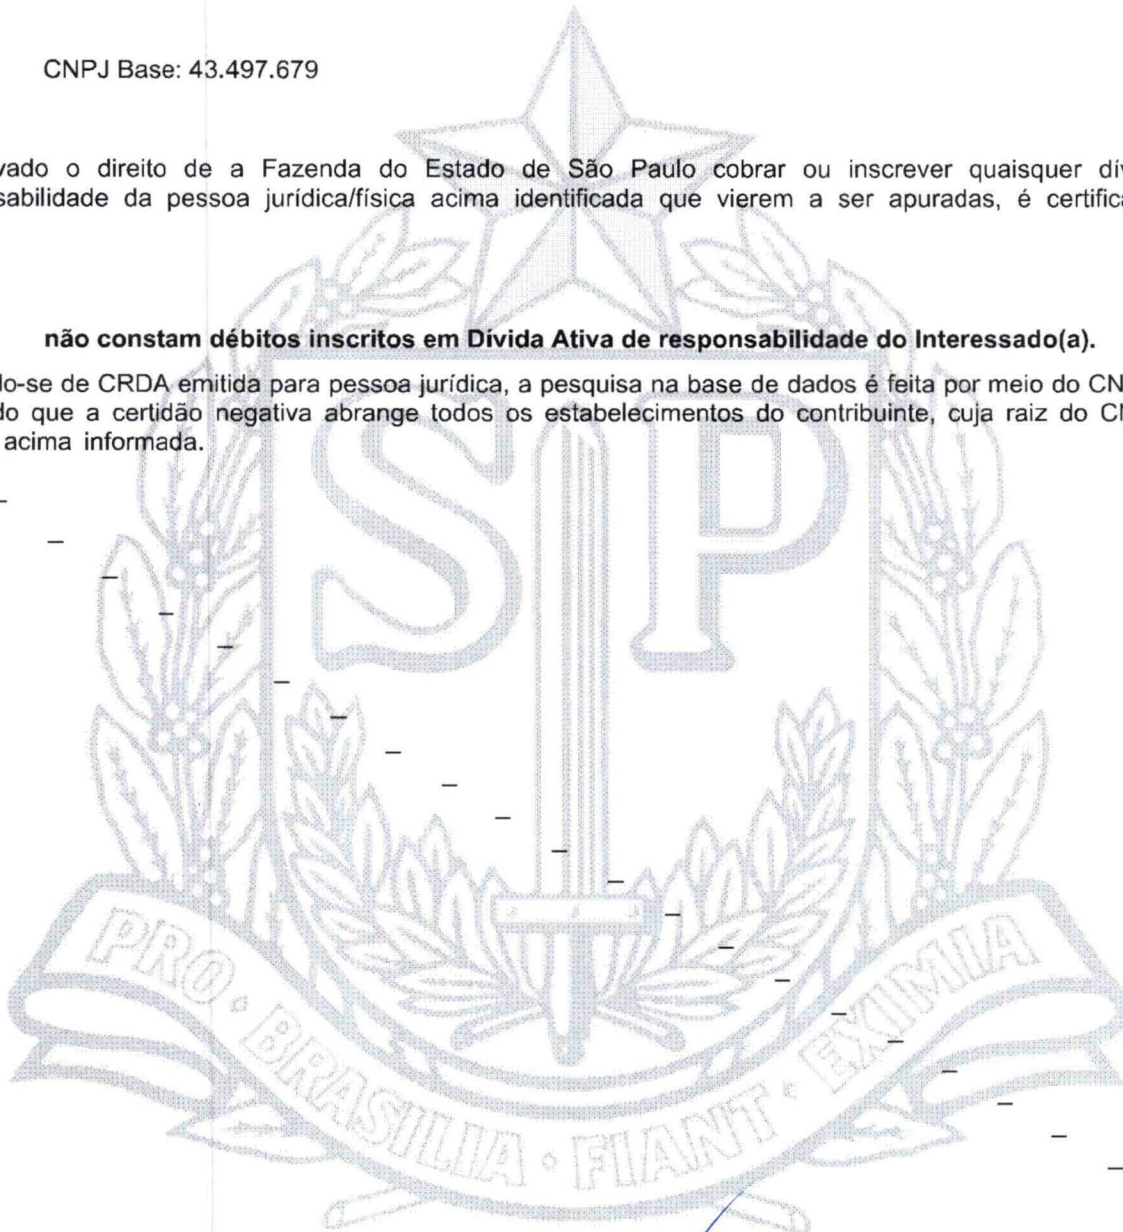 CNPJ Base: 43.497.679
vado o direito de a Fazenda do Estado de São Paulo cobrar ou inscrever quaisquer dív
sabilidade da pessoa jurídica/física acima identificada que vierem a ser apuradas, é certifica
não constam débitos inscritos em Dívida Ativa de responsabilidade do Interessado(a).
do-se de CRDA emitida para pessoa jurídica, a pesquisa na base de dados é feita por meio do CN
do que a certidão negativa abrange todos os estabelecimentos do contribuinte, cuja raiz do CN
acima informada.
SP
PRO • BRASILIA • FIANT • EXIMIA